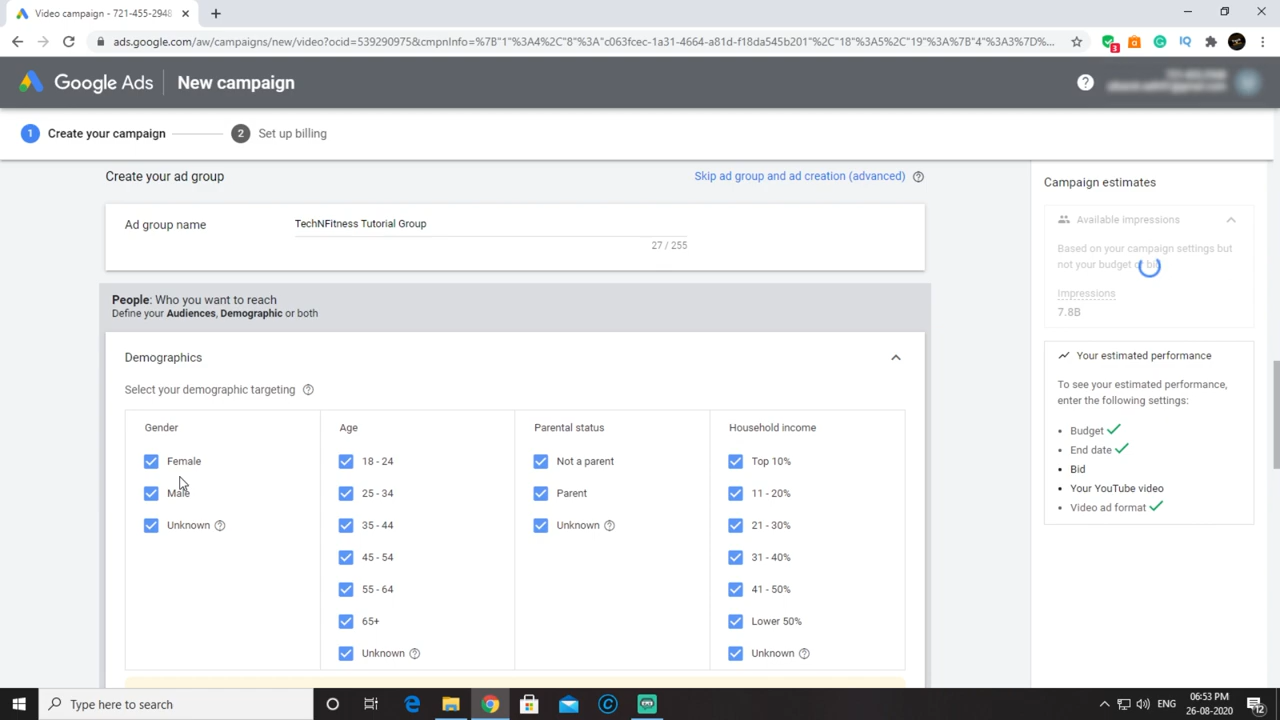 Video campaign - 721-455-2948
ads.google.com/aw/campaigns/new/video?ocid=539290975&cmpnInfo=%7B"1"%3A4%2C"8"%3A"c063fcec-1a31-4664-a81d-f18da545b201"%2C"18"%3A5%2C"19"%3A%7B"4"%3A3%7D%...
3
Google Ads
New campaign
1 Create your campaign
2 Set up billing
Create your ad group
Skip ad group and ad creation (advanced)
Ad group name
TechNFitness Tutorial Group
27 / 255
People: Who you want to reach
Define your Audiences, Demographic or both
Demographics
Select your demographic targeting
Gender
Female
Male
Unknown
Age
18 - 24
25 - 34
35 - 44
45 - 54
55 - 64
65+
Unknown
Parental status
Not a parent
Parent
Unknown
Household income
Top 10%
11 - 20%
21 - 30%
31 - 40%
41 - 50%
Lower 50%
Unknown
Campaign estimates
Available impressions
Based on your campaign settings but
not your budget or bid
Impressions
7.8B
Your estimated performance
To see your estimated performance,
enter the following settings:
Budget
End date
Bid
Your YouTube video
Video ad format
Type here to search
ENG
06:53 PM
26-08-2020
12